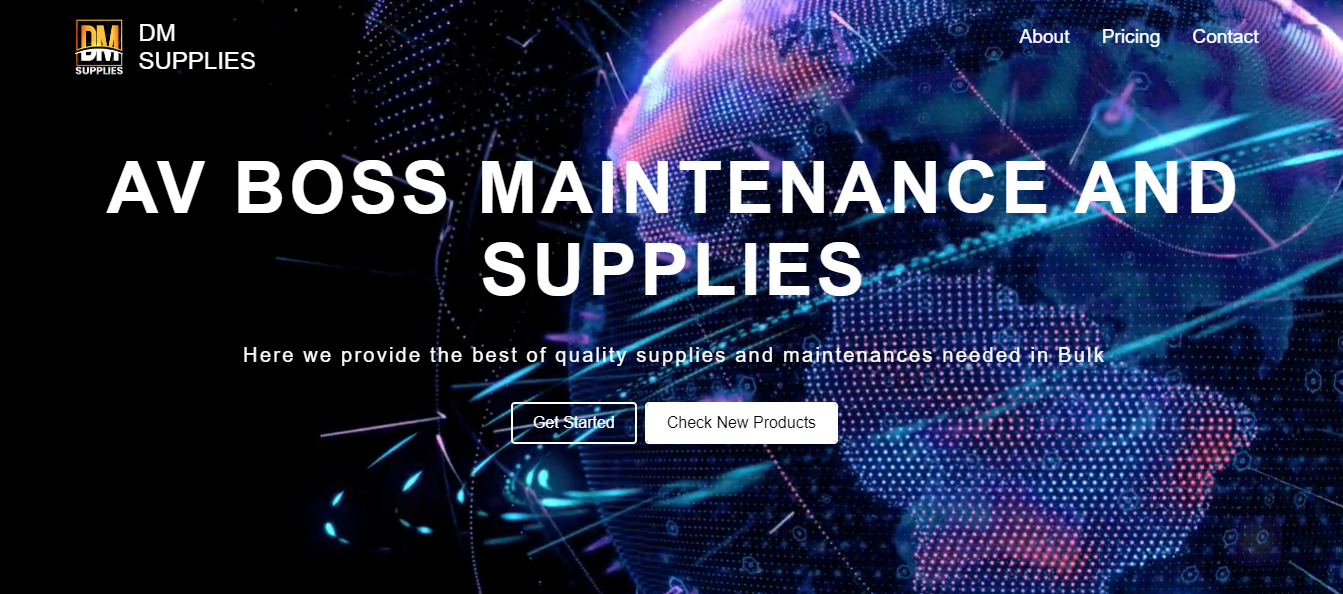 DM
SUPPLIES
DM
SUPPLIES
About Pricing Contact
AV BOSS MAINTENANCE AND
SUPPLIES
Here we provide the best of quality supplies and maintenances needed in Bulk
Get Started Check New Products